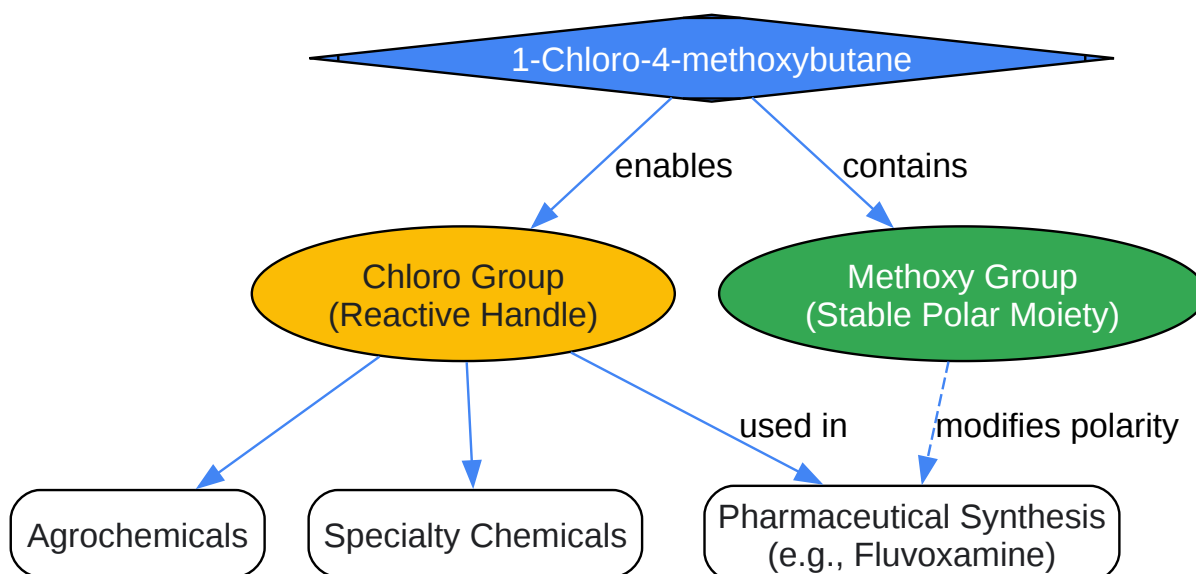 1-Chloro-4-methoxybutane
enables
contains
Chloro Group
(Reactive Handle)
Methoxy Group
(Stable Polar Moiety)
used in
modifies polarity
Agrochemicals
Specialty Chemicals
Pharmaceutical Synthesis
(e.g., Fluvoxamine)